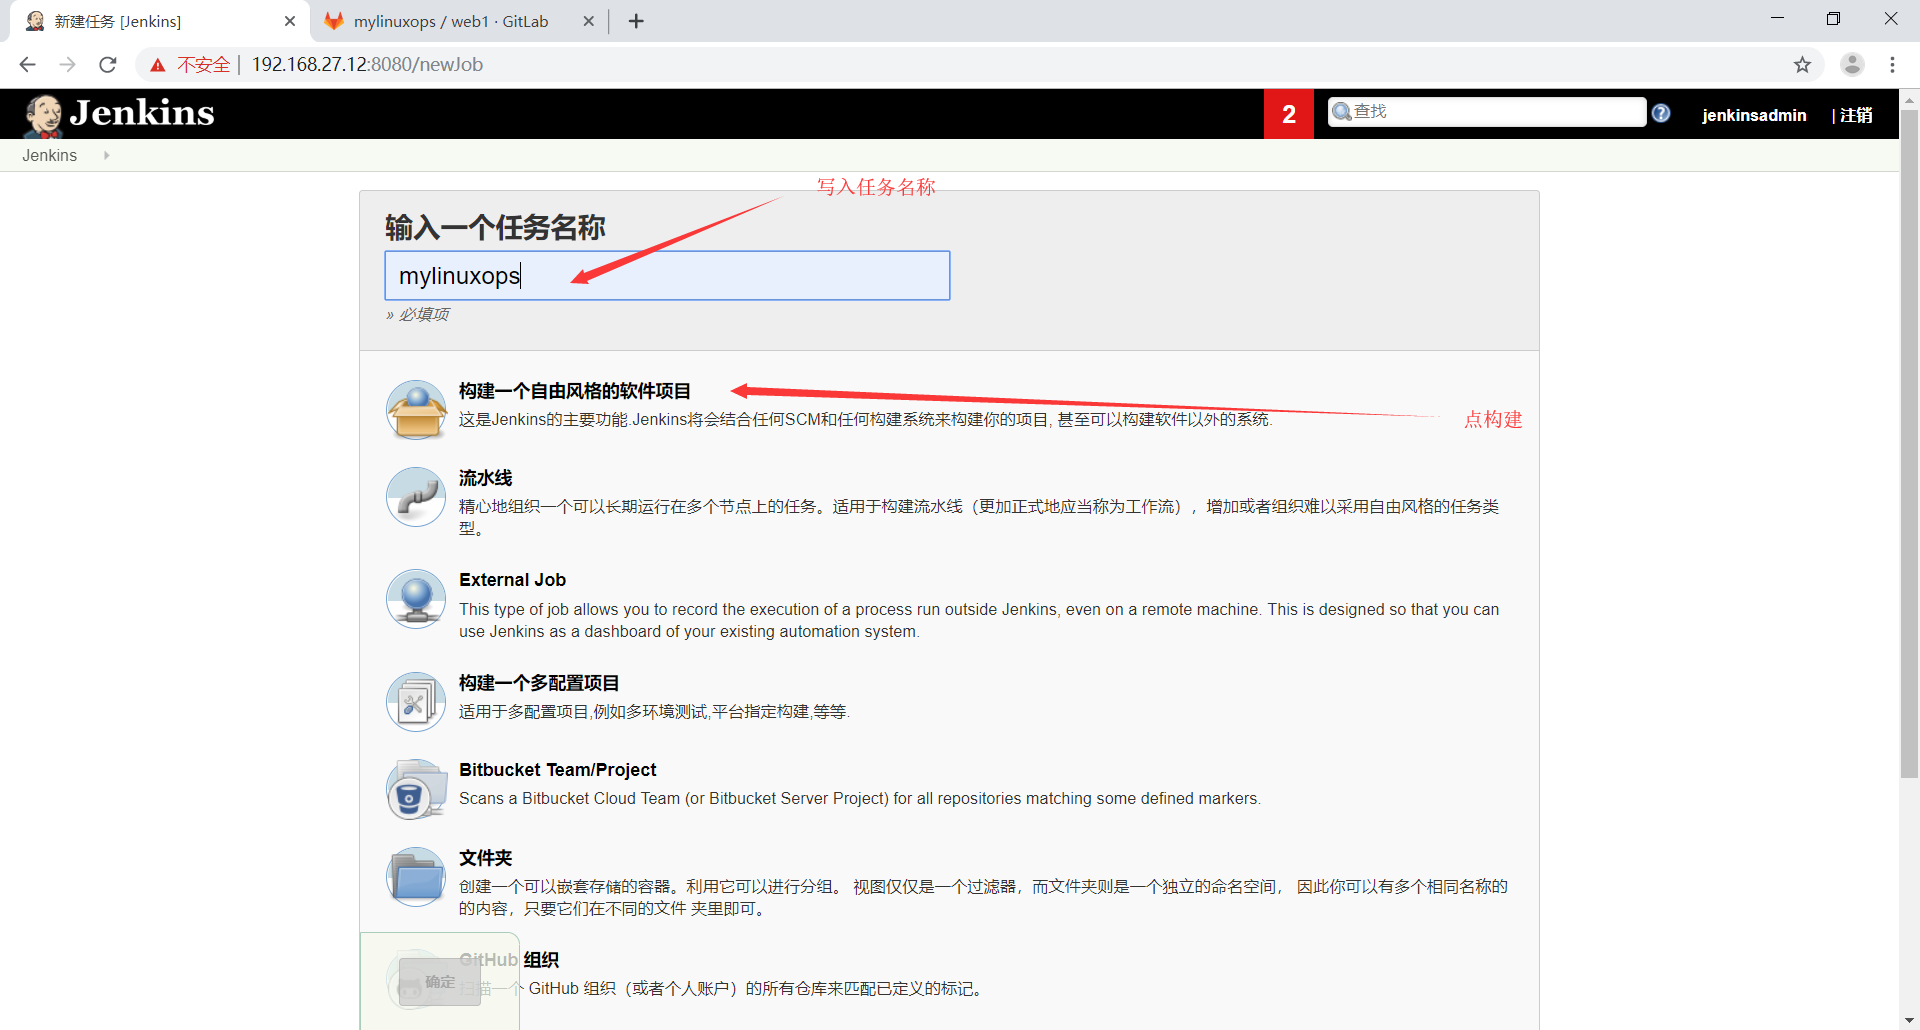 新建任务 [Jenkins]
mylinuxops / web1 · GitLab
不安全 | 192.168.27.12:8080/newJob
Jenkins
2
查找
jenkinsadmin
| 注销
Jenkins
写入任务名称
输入一个任务名称
mylinuxops
» 必填项
构建一个自由风格的软件项目
这是Jenkins的主要功能.Jenkins将会结合任何SCM和任何构建系统来构建你的项目, 甚至可以构建软件以外的系统.
点构建
流水线
精心地组织一个可以长期运行在多个节点上的任务。适用于构建流水线（更加正式地应当称为工作流），增加或者组织难以采用自由风格的任务类
型。
External Job
This type of job allows you to record the execution of a process run outside Jenkins, even on a remote machine. This is designed so that you can
use Jenkins as a dashboard of your existing automation system.
构建一个多配置项目
适用于多配置项目,例如多环境测试,平台指定构建,等等.
Bitbucket Team/Project
Scans a Bitbucket Cloud Team (or Bitbucket Server Project) for all repositories matching some defined markers.
文件夹
创建一个可以嵌套存储的容器。利用它可以进行分组。 视图仅仅是一个过滤器，而文件夹则是一个独立的命名空间， 因此你可以有多个相同名称的
的内容，只要它们在不同的文件 夹里即可。
GitHub 组织
确定
扫描一个 GitHub 组织（或者个人账户）的所有仓库来匹配已定义的标记。